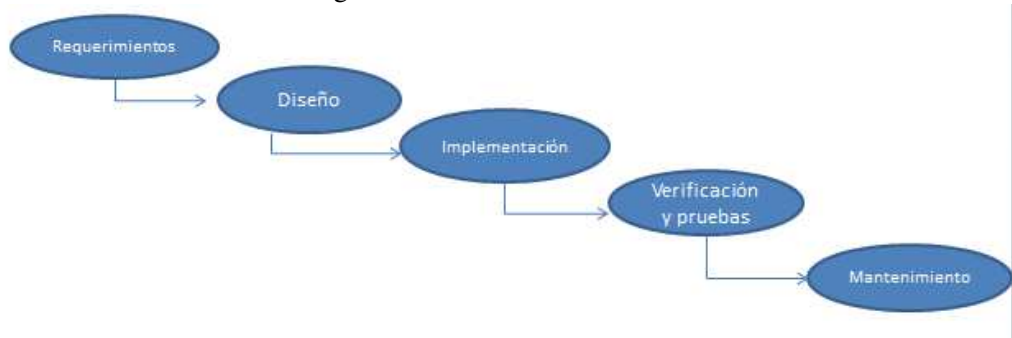 Requerimientos
Diseño
Implementación
Verificación
y pruebas
Mantenimiento